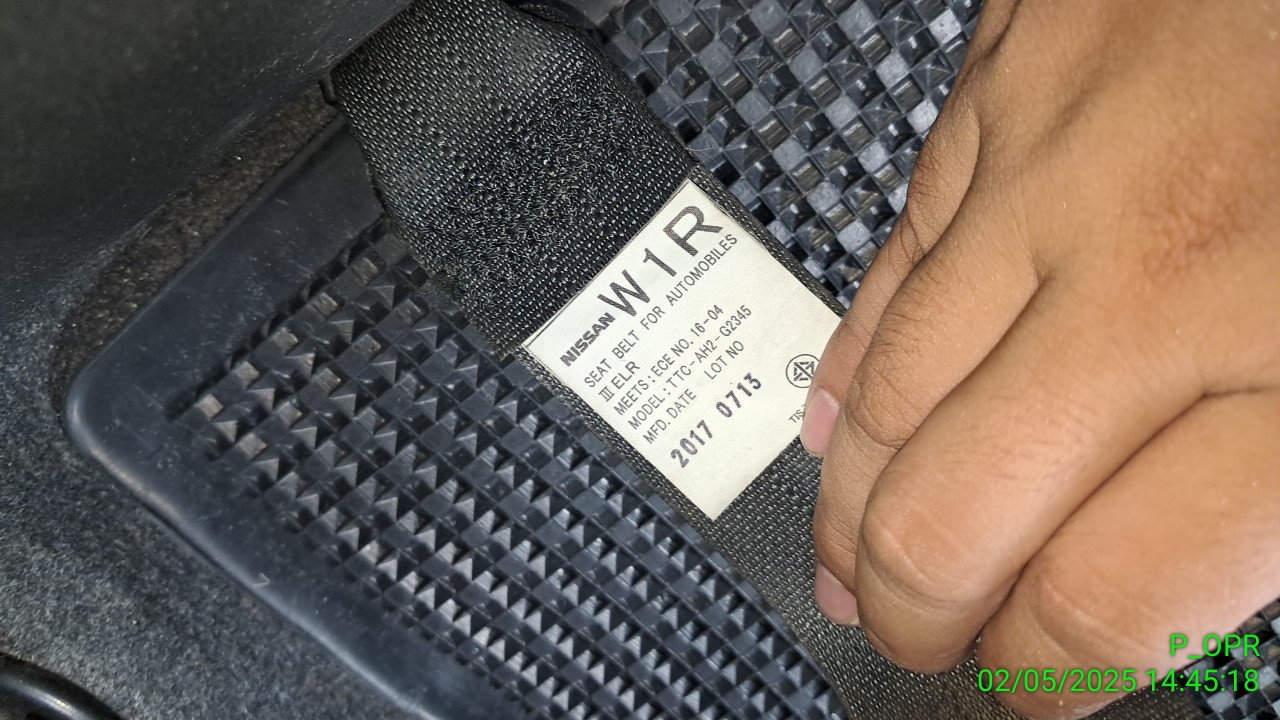 NISSAN W1R
SEAT BELT FOR AUTOMOBILES
III ELR
MEETS : ECE NO. 16-04
MODEL : TTC-AH2-G2345
MFD. DATE LOT NO
2017 0713
P_OPR
02/05/2025 14:45:18